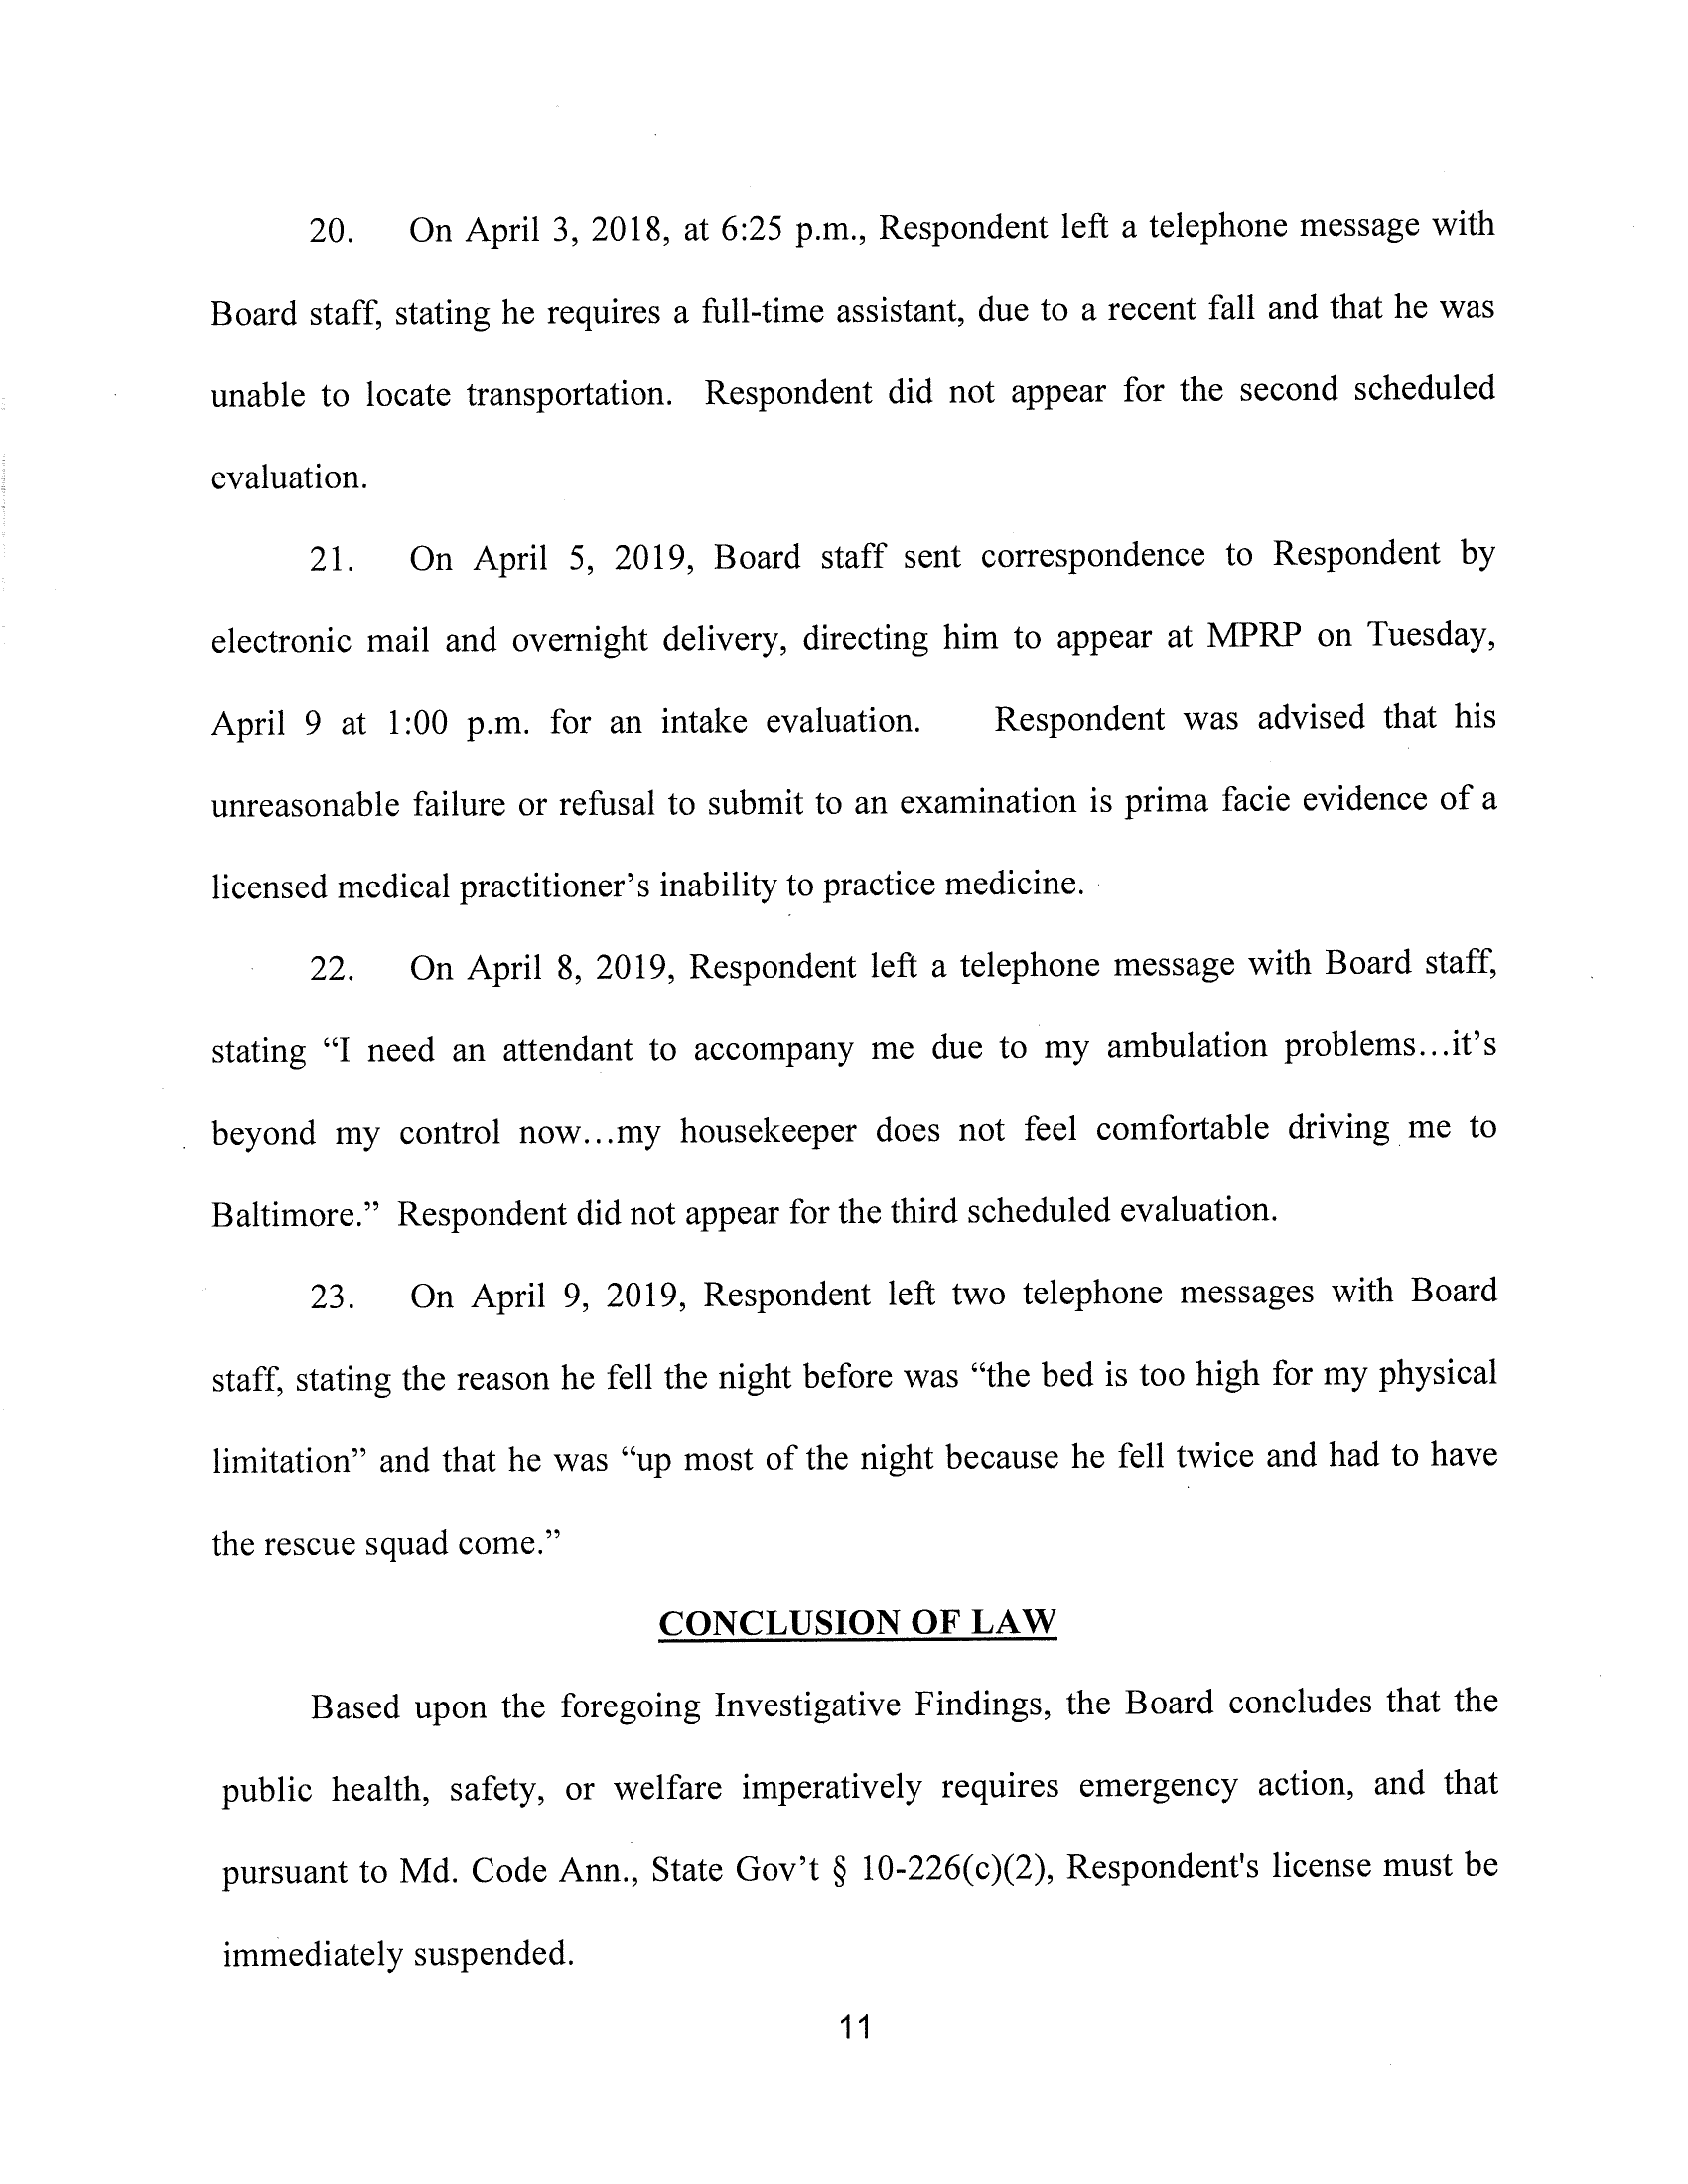 20. On April 3, 2018, at 6:25 p.m., Respondent left a telephone message with
Board staff, stating he requires a full-time assistant, due to a recent fall and that he was
unable to locate transportation. Respondent did not appear for the second scheduled
evaluation.
21. On April 5, 2019, Board staff sent correspondence to Respondent by
electronic mail and overnight delivery, directing him to appear at MPRP on Tuesday,
April 9 at 1:00 p.m. for an intake evaluation. Respondent was advised that his
unreasonable failure or refusal to submit to an examination is prima facie evidence of a
licensed medical practitioner’s inability to practice medicine.
22. On April 8, 2019, Respondent left a telephone message with Board staff,
stating “I need an attendant to accompany me due to my ambulation problems…it’s
beyond my control now…my housekeeper does not feel comfortable driving me to
Baltimore.” Respondent did not appear for the third scheduled evaluation.
23. On April 9, 2019, Respondent left two telephone messages with Board
staff, stating the reason he fell the night before was “the bed is too high for my physical
limitation” and that he was “up most of the night because he fell twice and had to have
the rescue squad come.”
CONCLUSION OF LAW
Based upon the foregoing Investigative Findings, the Board concludes that the
public health, safety, or welfare imperatively requires emergency action, and that
pursuant to Md. Code Ann., State Gov’t § 10-226(c)(2), Respondent's license must be
immediately suspended.
11